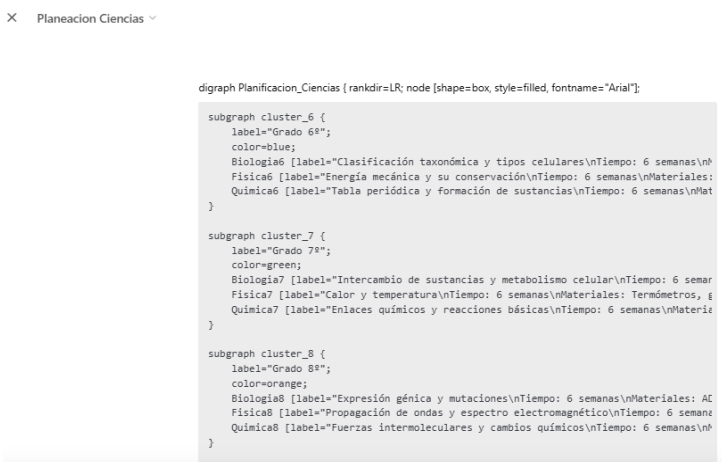 Planeacion Ciencias
digraph Planificacion_Ciencias { rankdir=LR; node [shape=box, style=filled, fontname="Arial"];
subgraph cluster_6 {
label="Grado 6º";
color=blue;
Biologia6 [label="Clasificación taxonómica y tipos celulares\nTiempo: 6 semanas\n
Fisica6 [label="Energía mecánica y su conservación\nTiempo: 6 semanas\nMateriales:
Quimica6 [label="Tabla periódica y formación de sustancias\nTiempo: 6 semanas\nMat
}
subgraph cluster_7 {
label="Grado 7º";
color=green;
Biologia7 [label="Intercambio de sustancias y metabolismo celular\nTiempo: 6 seman
Fisica7 [label="Calor y temperatura\nTiempo: 6 semanas\nMateriales: Termómetros, g
Quimica7 [label="Enlaces químicos y reacciones básicas\nTiempo: 6 semanas\nMateria
}
subgraph cluster_8 {
label="Grado 8º";
color=orange;
Biologia8 [label="Expresión génica y mutaciones\nTiempo: 6 semanas\nMateriales: AD
Fisica8 [label="Propagación de ondas y espectro electromagnético\nTiempo: 6 semana
Quimica8 [label="Fuerzas intermoleculares y cambios químicos\nTiempo: 6 semanas\n
}